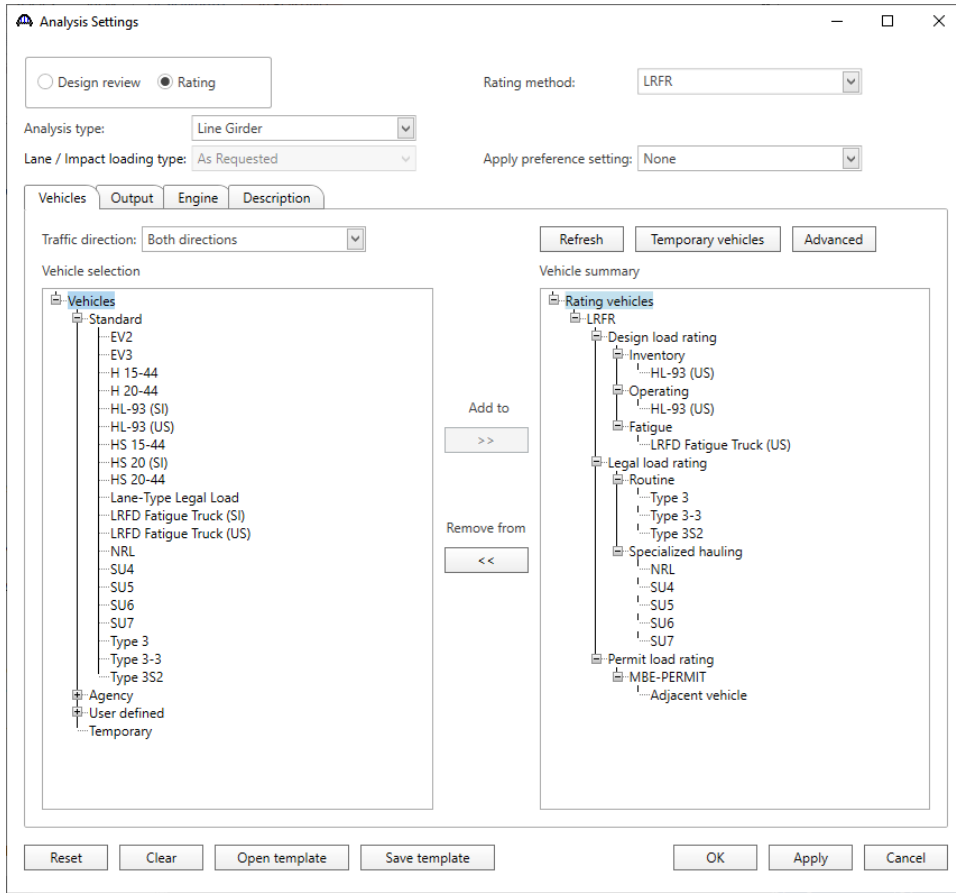 Analysis Settings
Design review Rating
Rating method: LRFR
Analysis type: Line Girder
Lane / Impact loading type: As Requested
Apply preference setting: None
Vehicles Output Engine Description
Traffic direction: Both directions
Refresh Temporary vehicles Advanced
Vehicle selection
Vehicles
Standard
EV2
EV3
H 15-44
H 20-44
HL-93 (SI)
HL-93 (US)
HS 15-44
HS 20 (SI)
HS 20-44
Lane-Type Legal Load
LRFD Fatigue Truck (SI)
LRFD Fatigue Truck (US)
NRL
SU4
SU5
SU6
SU7
Type 3
Type 3-3
Type 3S2
Agency
User defined
Temporary
Add to
>>
Remove from
<<
Vehicle summary
Rating vehicles
LRFR
Design load rating
Inventory
HL-93 (US)
Operating
HL-93 (US)
Fatigue
LRFD Fatigue Truck (US)
Legal load rating
Routine
Type 3
Type 3-3
Type 3S2
Specialized hauling
NRL
SU4
SU5
SU6
SU7
Permit load rating
MBE-PERMIT
Adjacent vehicle
Reset Clear Open template Save template OK Apply Cancel